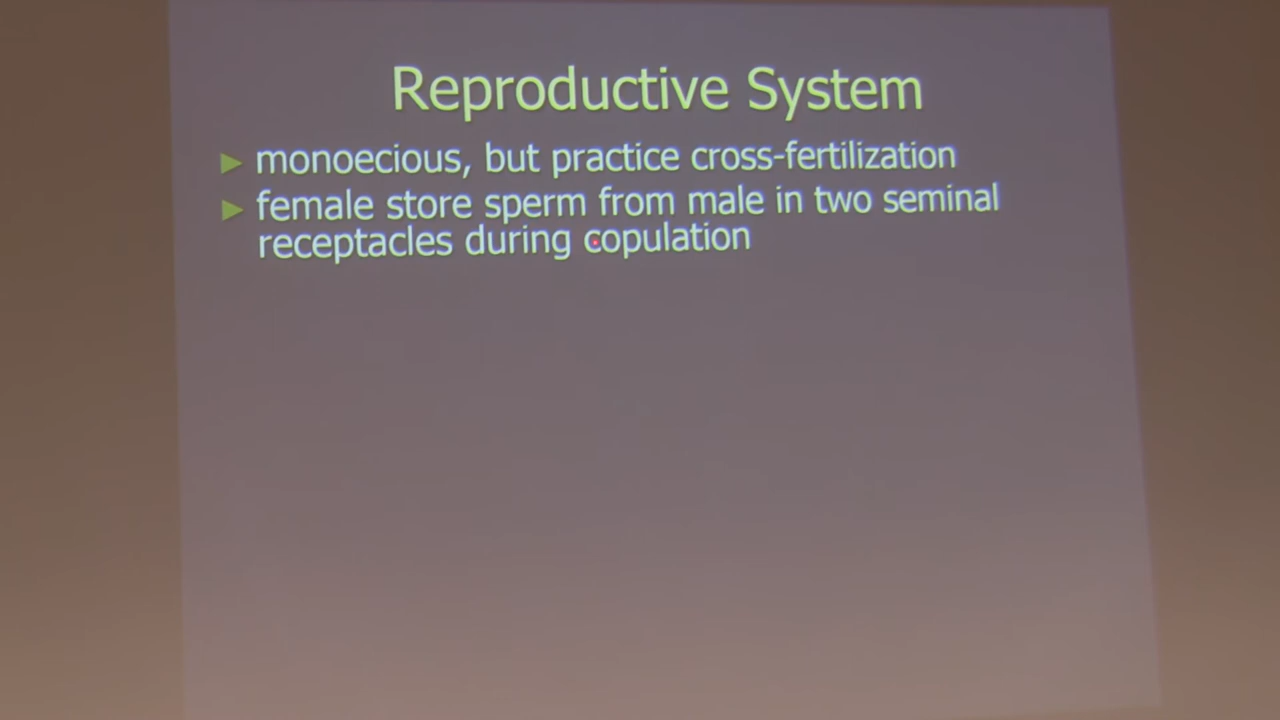 Reproductive System
► monoecious, but practice cross-fertilization
► female store sperm from male in two seminal
receptacles during copulation